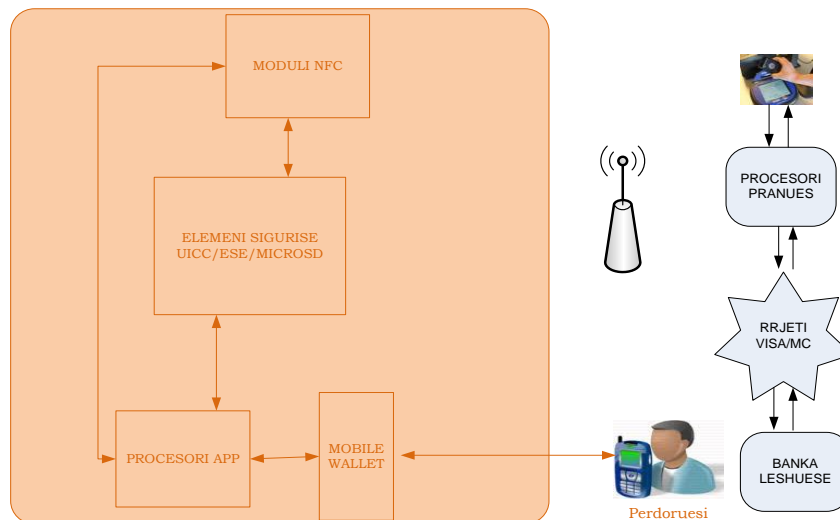 MODULI NFC
ELEMENI SIGURISE
UICC/ESE/MICROSD
PROCESORI APP
MOBILE
WALLET
Perdoruesi
PROCESORI
PRANUES
RRJETI
VISA/MC
BANKA
LESHUESE